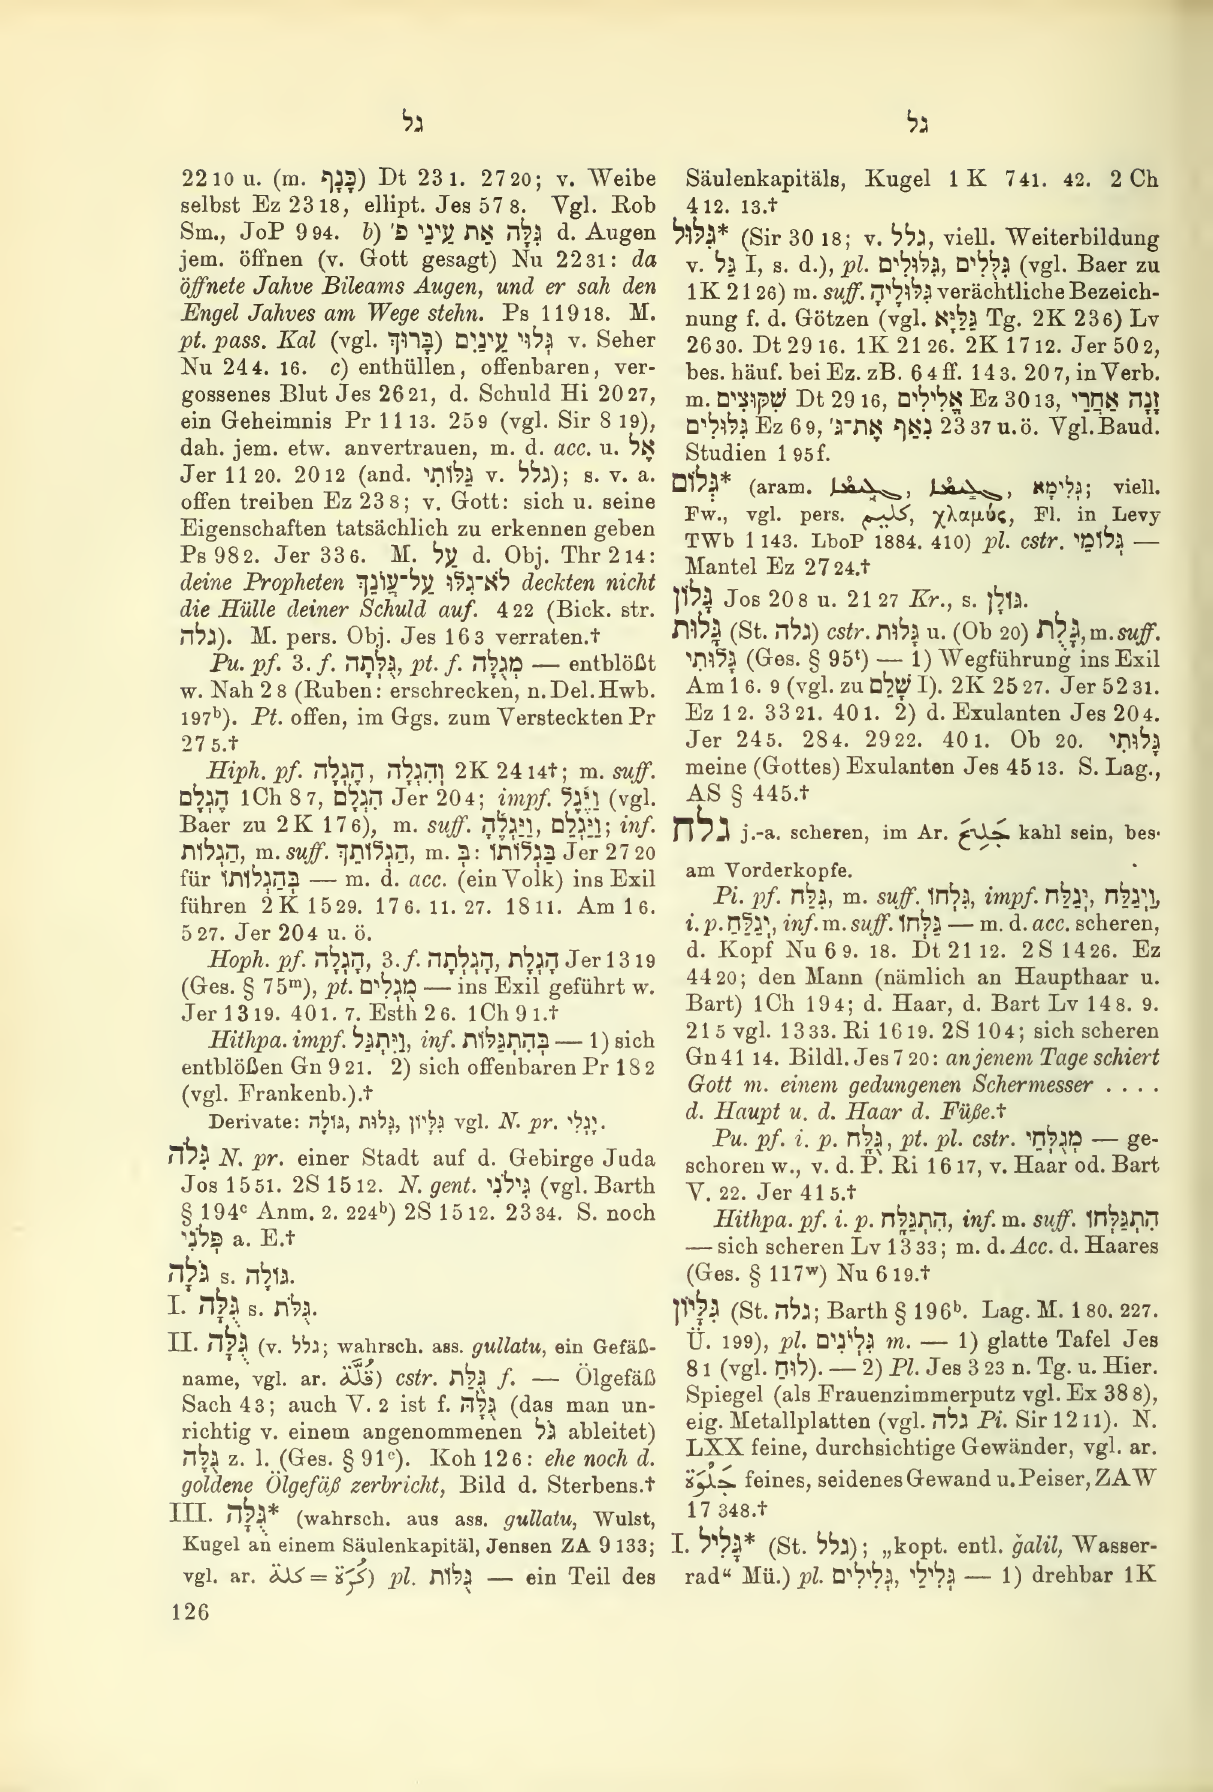 גל
22 10 u. (m. כָּנָף) Dt 23 1. 27 20; v. Weibe
selbst Ez 23 18, ellipt. Jes 57 8. Vgl. Rob
Sm., JoP 9 94. b) גִּלָּה אֶת עֵינֵי פ׳ d. Augen
jem. öffnen (v. Gott gesagt) Nu 22 31: da
öffnete Jahve Bileams Augen, und er sah den
Engel Jahves am Wege stehn. Ps 119 18. M.
pt. pass. Kal (vgl. בָּרוּךְ) גְּלוּי עֵינַיִם v. Seher
Nu 24 4. 16. c) enthüllen, offenbaren, ver-
gossenes Blut Jes 26 21, d. Schuld Hi 20 27,
ein Geheimnis Pr 11 13. 25 9 (vgl. Sir 8 19),
dah. jem. etw. anvertrauen, m. d. acc. u. אֶל
Jer 11 20. 20 12 (and. גַּלּוֹתִי v. גלל); s. v. a.
offen treiben Ez 23 8; v. Gott: sich u. seine
Eigenschaften tatsächlich zu erkennen geben
Ps 98 2. Jer 33 6. M. עַל d. Obj. Thr 2 14:
deine Propheten לֹא־גִלּוּ עַל־עֲוֹנֵךְ deckten nicht
die Hülle deiner Schuld auf. 4 22 (Bick. str.
גלה). M. pers. Obj. Jes 16 3 verraten.†
Pu. pf. 3. f. גֻּלְּתָה, pt. f. מְגֻלָּה — entblößt
w. Nah 2 8 (Ruben: erschrecken, n. Del. Hwb.
197ᵇ). Pt. offen, im Ggs. zum Versteckten Pr
27 5.†
Hiph. pf. הֶגְלָה, וְהִגְלָה 2K 24 14†; m. suff.
הֶגְלָם 1Ch 8 7, הִגְלָם Jer 20 4; impf. וַיֶּגֶל (vgl.
Baer zu 2 K 17 6), m. suff. וַיַּגְלֵם, וַיַּגְלֶהָ; inf.
הַגְלוֹת, m. suff. הַגְלוֹתְךָ, m. בְּ: בַּגְלוֹתוֹ Jer 27 20
für בְּהַגְלוֹתוֹ — m. d. acc. (ein Volk) ins Exil
führen 2 K 15 29. 17 6. 11. 27. 18 11. Am 1 6.
5 27. Jer 20 4 u. ö.
Hoph. pf. הָגְלָה, 3. f. הָגְלְתָה, הָגְלָת Jer 13 19
(Ges. § 75ᵐ), pt. מֻגְלִים — ins Exil geführt w.
Jer 13 19. 40 1. 7. Esth 2 6. 1Ch 9 1.†
Hithpa. impf. וַיִּתְגַּל, inf. בְּהִתְגַּלּוֹת — 1) sich
entblößen Gn 9 21. 2) sich offenbaren Pr 18 2
(vgl. Frankenb.).†
Derivate: גּוֹלָה, גָּלוּת, גִּלָּיוֹן vgl. N. pr. יָגְלִי.
גִּלֹה N. pr. einer Stadt auf d. Gebirge Juda
Jos 15 51. 2S 15 12. N. gent. גִּילֹנִי (vgl. Barth
§ 194ᶜ Anm. 2. 224ᵇ) 2S 15 12. 23 34. S. noch
פְּלֹנִי a. E.†
גֹּלָה s. גּוֹלָה.
I. גֻּלָּה s. גֻּלֹּת.
II. גֻּלָּה (v. גלל; wahrsch. ass. gullatu, ein Gefäß-
name, vgl. ar. قُلَّة) cstr. גֻּלַּת f. — Ölgefäß
Sach 4 3; auch V. 2 ist f. גֻּלָּהּ (das man un-
richtig v. einem angenommenen גֹּל ableitet)
גֻּלָּה z. l. (Ges. § 91ᵉ). Koh 12 6: ehe noch d.
goldene Ölgefäß zerbricht, Bild d. Sterbens.†
III. גֻּלָּה* (wahrsch. aus ass. gullatu, Wulst,
Kugel an einem Säulenkapitäl, Jensen ZA 9 133;
vgl. ar. كلة = كُرَة) pl. גֻּלּוֹת — ein Teil des
126
גל
Säulenkapitäls, Kugel 1 K 7 41. 42. 2 Ch
4 12. 13.†
גִּלּוּל* (Sir 30 18; v. גלל, viell. Weiterbildung
v. גַּל I, s. d.), pl. גִּלּוּלִים, גִּלֻּלִים (vgl. Baer zu
1K 21 26) m. suff. גִּלּוּלֶיהָ verächtliche Bezeich-
nung f. d. Götzen (vgl. גַּלְיָא Tg. 2K 23 6) Lv
26 30. Dt 29 16. 1K 21 26. 2K 17 12. Jer 50 2,
bes. häuf. bei Ez. zB. 6 4 ff. 14 3. 20 7, in Verb.
m. שִׁקּוּצִים Dt 29 16, אֱלִילִים Ez 30 13, זָנָה אַחֲרֵי
גִלּוּלִים Ez 6 9, נִאֵף אֶת־גּ׳ 23 37 u. ö. Vgl. Baud.
Studien 1 95 f.
גְּלוֹם* (aram. , , גְּלִימָא; viell.
Fw., vgl. pers. كليم, χλαμύς, Fl. in Levy
TWb 1 143. LboP 1884. 410) pl. cstr. גְּלוֹמֵי —
Mantel Ez 27 24.†
גָּלוֹן Jos 20 8 u. 21 27 Kr., s. גּוֹלָן.
גָּלוּת (St. גלה) cstr. גָּלוּת u. (Ob 20) גָּלֻת, m. suff.
גָּלוּתִי (Ges. § 95ᵗ) — 1) Wegführung ins Exil
Am 1 6. 9 (vgl. zu שָׁלֵם I). 2K 25 27. Jer 52 31.
Ez 1 2. 33 21. 40 1. 2) d. Exulanten Jes 20 4.
Jer 24 5. 28 4. 29 22. 40 1. Ob 20. גָּלוּתִי
meine (Gottes) Exulanten Jes 45 13. S. Lag.,
AS § 445.†
גלח j.-a. scheren, im Ar. جَلِحَ kahl sein, bes.
am Vorderkopfe.
Pi. pf. גִּלַּח, m. suff. גִּלְּחוֹ, impf. יְגַלַּח, וַיְגַלַּח,
i. p. יְגַלֵּחַ, inf. m. suff. גַּלְּחוֹ — m. d. acc. scheren,
d. Kopf Nu 6 9. 18. Dt 21 12. 2S 14 26. Ez
44 20; den Mann (nämlich an Haupthaar u.
Bart) 1Ch 19 4; d. Haar, d. Bart Lv 14 8. 9.
21 5 vgl. 13 33. Ri 16 19. 2S 10 4; sich scheren
Gn 41 14. Bildl. Jes 7 20: an jenem Tage schiert
Gott m. einem gedungenen Schermesser . . . .
d. Haupt u. d. Haar d. Füße.†
Pu. pf. i. p. גֻּלָּח, pt. pl. cstr. מְגֻלְּחֵי — ge-
schoren w., v. d. P. Ri 16 17, v. Haar od. Bart
V. 22. Jer 41 5.†
Hithpa. pf. i. p. הִתְגַּלָּח, inf. m. suff. הִתְגַּלְּחוֹ
— sich scheren Lv 13 33; m. d. Acc. d. Haares
(Ges. § 117ʷ) Nu 6 19.†
גִּלָּיוֹן (St. גלה; Barth § 196ᵇ. Lag. M. 1 80. 227.
Ü. 199), pl. גִּלְיֹנִים m. — 1) glatte Tafel Jes
8 1 (vgl. לוּחַ). — 2) Pl. Jes 3 23 n. Tg. u. Hier.
Spiegel (als Frauenzimmerputz vgl. Ex 38 8),
eig. Metallplatten (vgl. גלה Pi. Sir 12 11). N.
LXX feine, durchsichtige Gewänder, vgl. ar.
جَلْوَة feines, seidenes Gewand u. Peiser, ZAW
17 348.†
I. גָּלִיל* (St. גלל); „kopt. entl. ǧalil, Wasser-
rad“ Mü.) pl. גְּלִילִים, גְּלִילֵי — 1) drehbar 1K